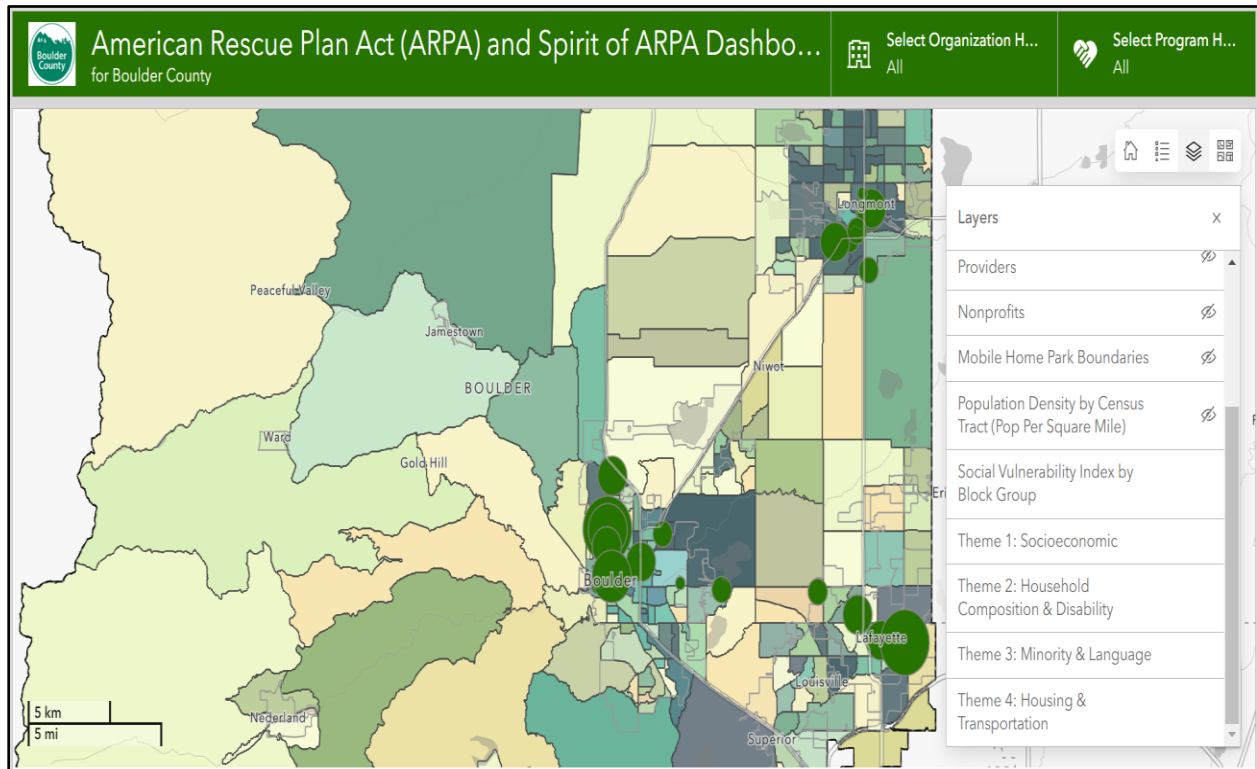 Boulder
County
American Rescue Plan Act (ARPA) and Spirit of ARPA Dashbo...
for Boulder County
Select Organization H...
All
Select Program H...
All
Longmont
Peaceful Valley
Jamestown
BOULDER
Niwot
Ward
Gold Hill
Eri
Boulder
Lafayette
Louisville
Nederland
Superior
5 km
5 mi
Layers
x
Providers
Nonprofits
Mobile Home Park Boundaries
Population Density by Census
Tract (Pop Per Square Mile)
Social Vulnerability Index by
Block Group
Theme 1: Socioeconomic
Theme 2: Household
Composition & Disability
Theme 3: Minority & Language
Theme 4: Housing &
Transportation